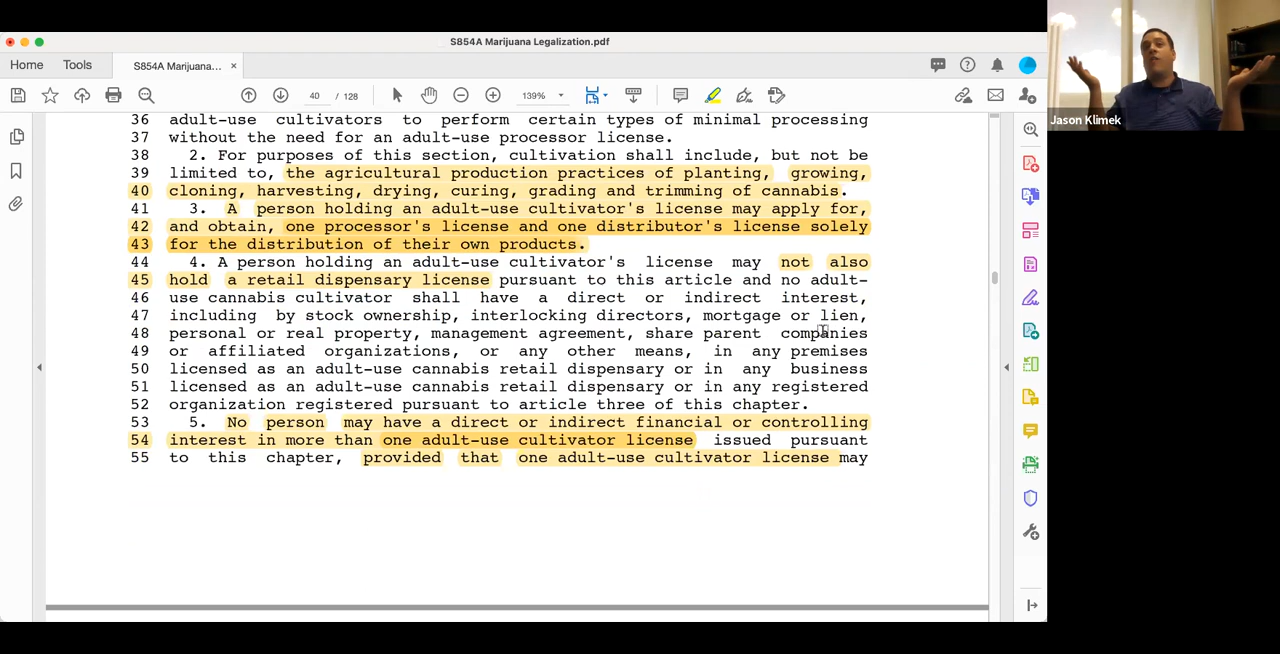 S854A Marijuana Legalization.pdf
Home Tools S854A Marijuana... ×
40 / 128 139%
Jason Klimek
36 adult-use cultivators to perform certain types of minimal processing
37 without the need for an adult-use processor license.
38 2. For purposes of this section, cultivation shall include, but not be
39 limited to, the agricultural production practices of planting, growing,
40 cloning, harvesting, drying, curing, grading and trimming of cannabis.
41 3. A person holding an adult-use cultivator's license may apply for,
42 and obtain, one processor's license and one distributor's license solely
43 for the distribution of their own products.
44 4. A person holding an adult-use cultivator's license may not also
45 hold a retail dispensary license pursuant to this article and no adult-
46 use cannabis cultivator shall have a direct or indirect interest,
47 including by stock ownership, interlocking directors, mortgage or lien,
48 personal or real property, management agreement, share parent companies
49 or affiliated organizations, or any other means, in any premises
50 licensed as an adult-use cannabis retail dispensary or in any business
51 licensed as an adult-use cannabis retail dispensary or in any registered
52 organization registered pursuant to article three of this chapter.
53 5. No person may have a direct or indirect financial or controlling
54 interest in more than one adult-use cultivator license issued pursuant
55 to this chapter, provided that one adult-use cultivator license may